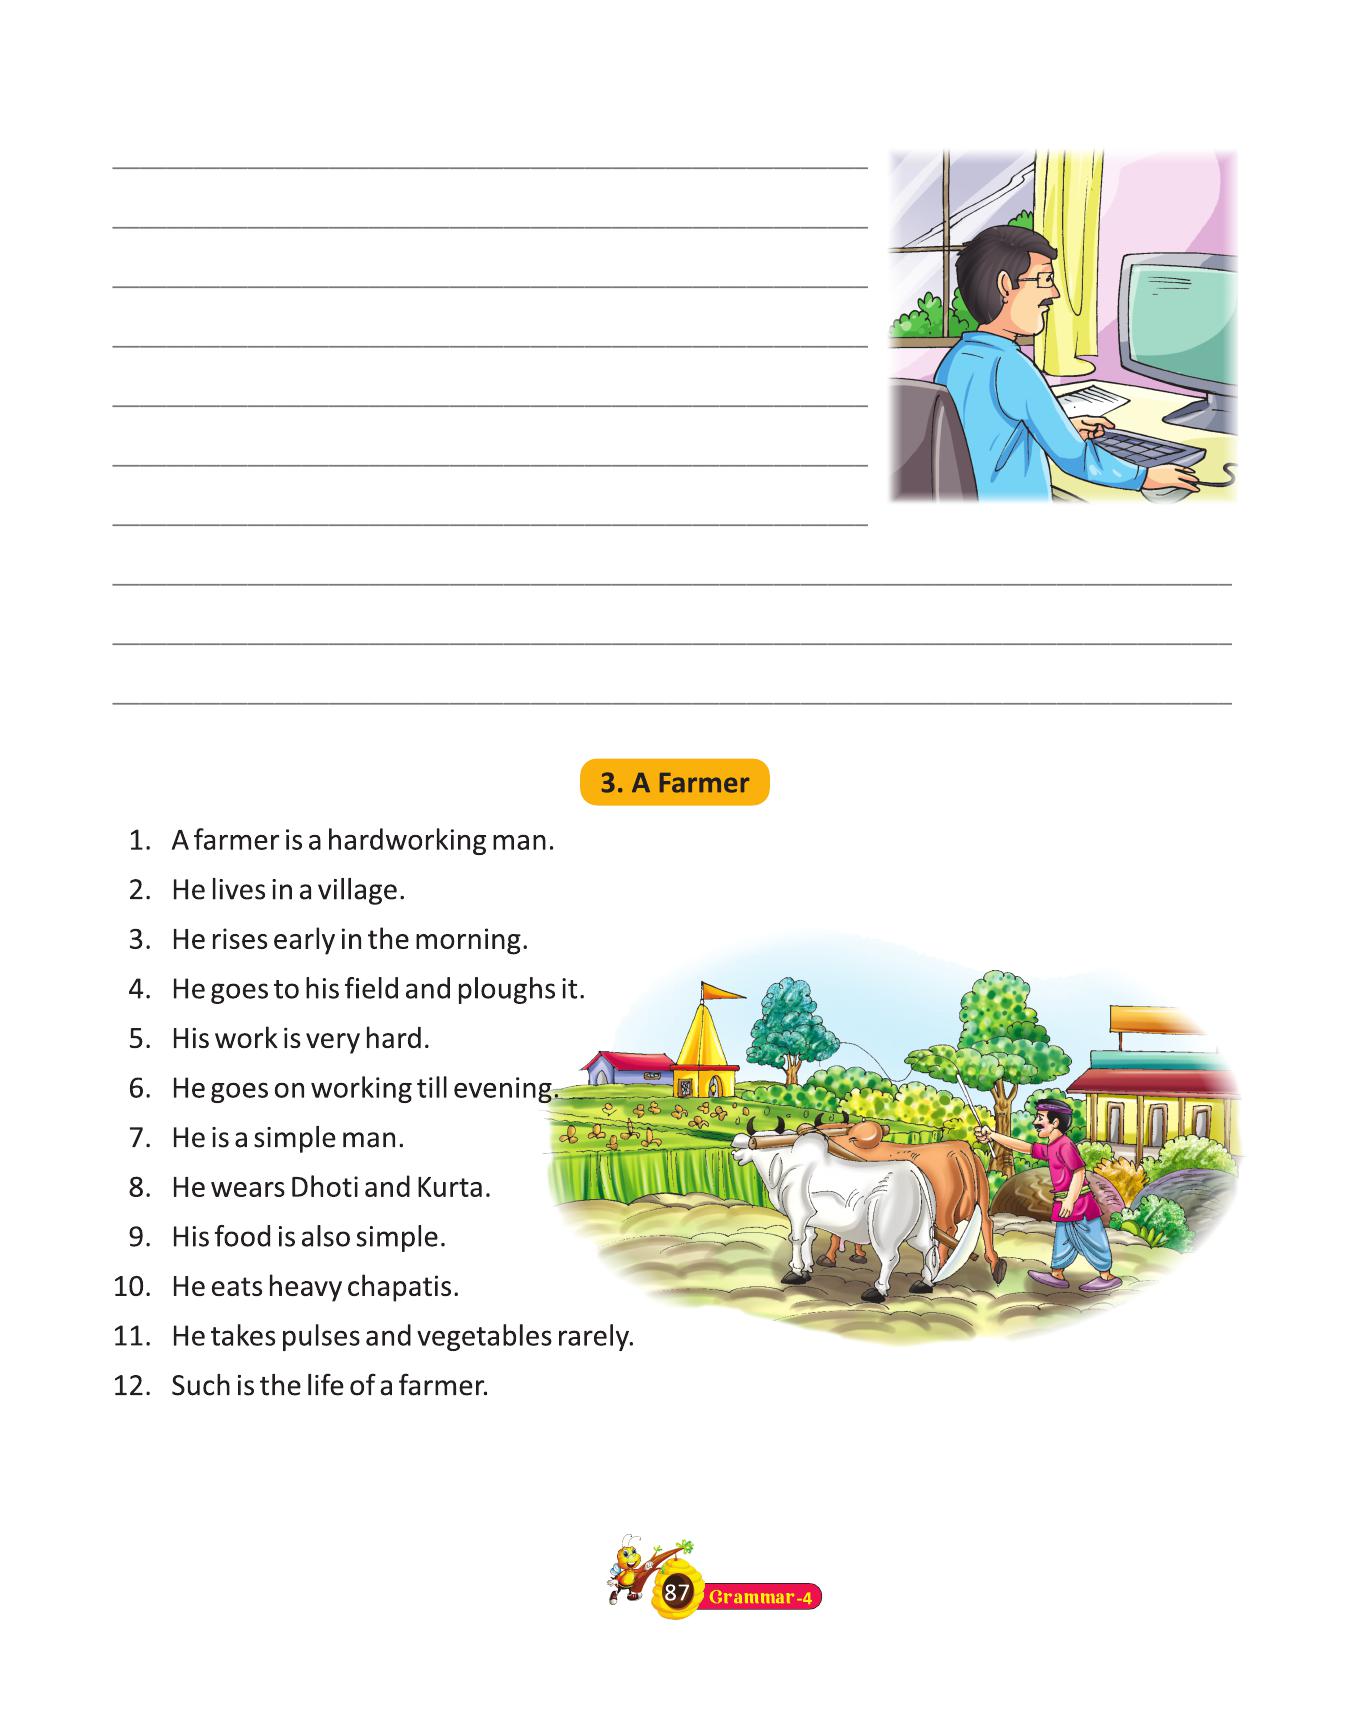 3. A Farmer
1. A farmer is a hardworking man.
2. He lives in a village.
3. He rises early in the morning.
4. He goes to his field and ploughs it.
5. His work is very hard.
6. He goes on working till evening.
7. He is a simple man.
8. He wears Dhoti and Kurta.
9. His food is also simple.
10. He eats heavy chapatis.
11. He takes pulses and vegetables rarely.
12. Such is the life of a farmer.
87 Grammar-4